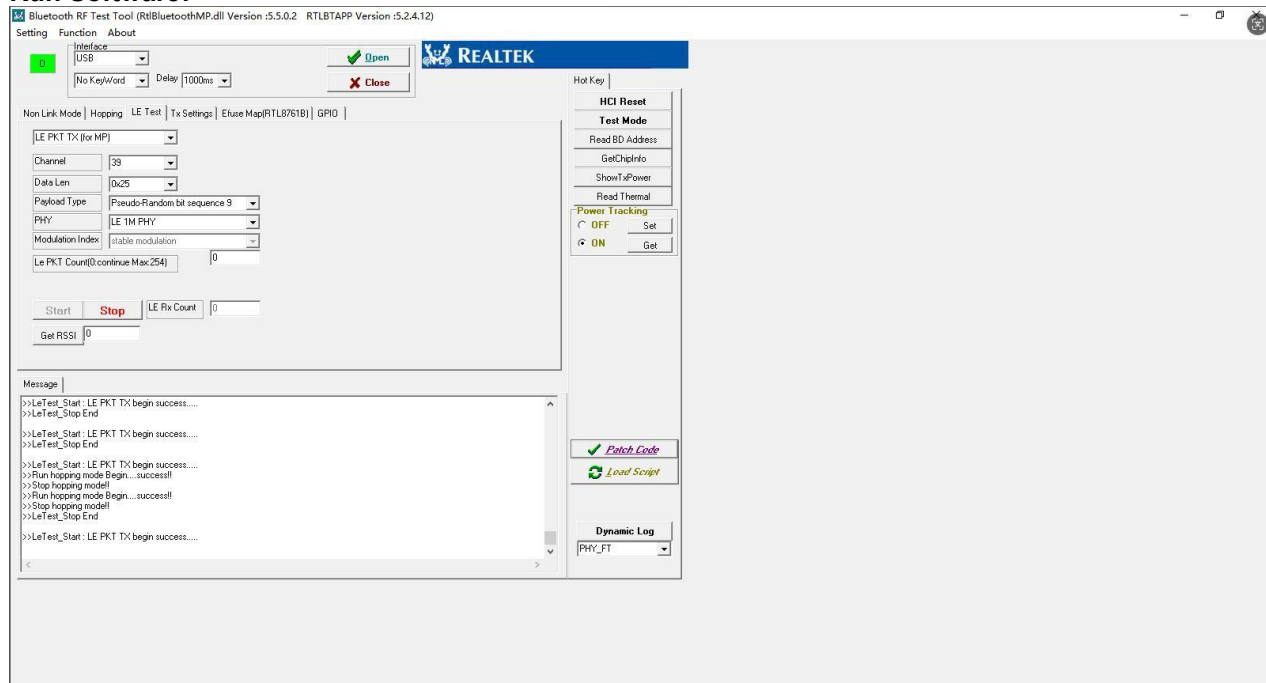 Run Software:
Bluetooth RF Test Tool (RtlBluetoothMP.dll Version :5.5.0.2 RTLBTAPP Version :5.2.4.12)
Setting Function About
0
Interface
USB
Open
REALTEK
No KeyWord
Delay
1000ms
Close
Hot Key
Non Link Mode
Hopping
LE Test
Tx Settings
Efuse Map(RTL8761B)
GPIO
HCI Reset
Test Mode
Read BD Address
GetChipInfo
ShowTxPower
Read Thermal
Power Tracking
OFF
Set
ON
Get
LE PKT TX (for MP)
Channel
39
Data Len
0x25
Payload Type
Pseudo-Random bit sequence 9
PHY
LE 1M PHY
Modulation Index
stable modulation
Le PKT Count(0:continue Max:254)
0
Start
Stop
LE Rx Count
0
Get RSSI
0
Message
>>LeTest_Start : LE PKT TX begin success.....
>>LeTest_Stop End
>>LeTest_Start : LE PKT TX begin success.....
>>LeTest_Stop End
>>LeTest_Start : LE PKT TX begin success.....
>>Run hopping mode Begin....success!!
>>Stop hopping mode!!
>>Run hopping mode Begin....success!!
>>Stop hopping mode!!
>>LeTest_Stop End
>>LeTest_Start : LE PKT TX begin success.....
Patch Code
Load Script
Dynamic Log
PHY_FT